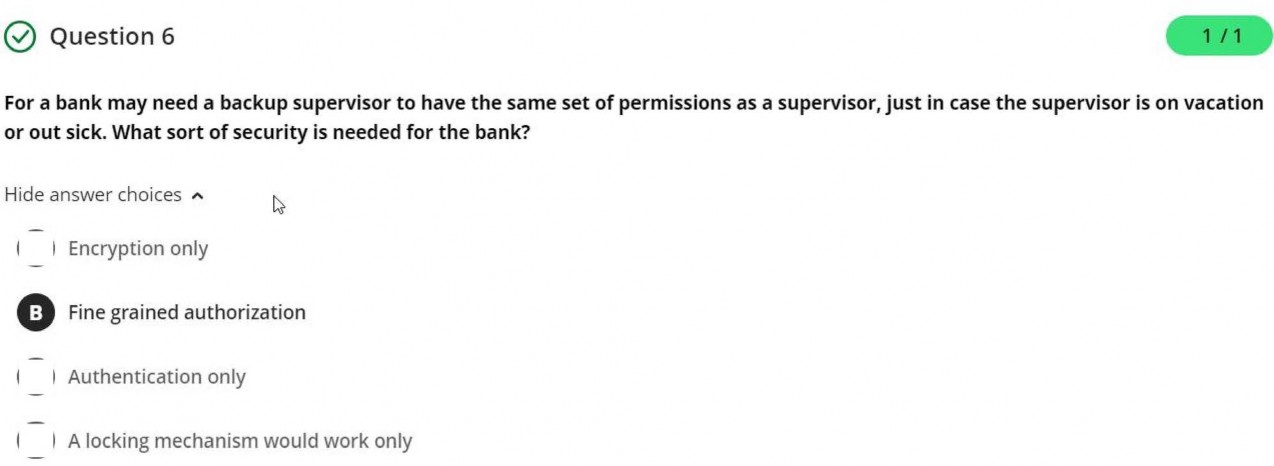 Question 6
1 / 1
For a bank may need a backup supervisor to have the same set of permissions as a supervisor, just in case the supervisor is on vacation
or out sick. What sort of security is needed for the bank?
Hide answer choices
Encryption only
B Fine grained authorization
Authentication only
A locking mechanism would work only